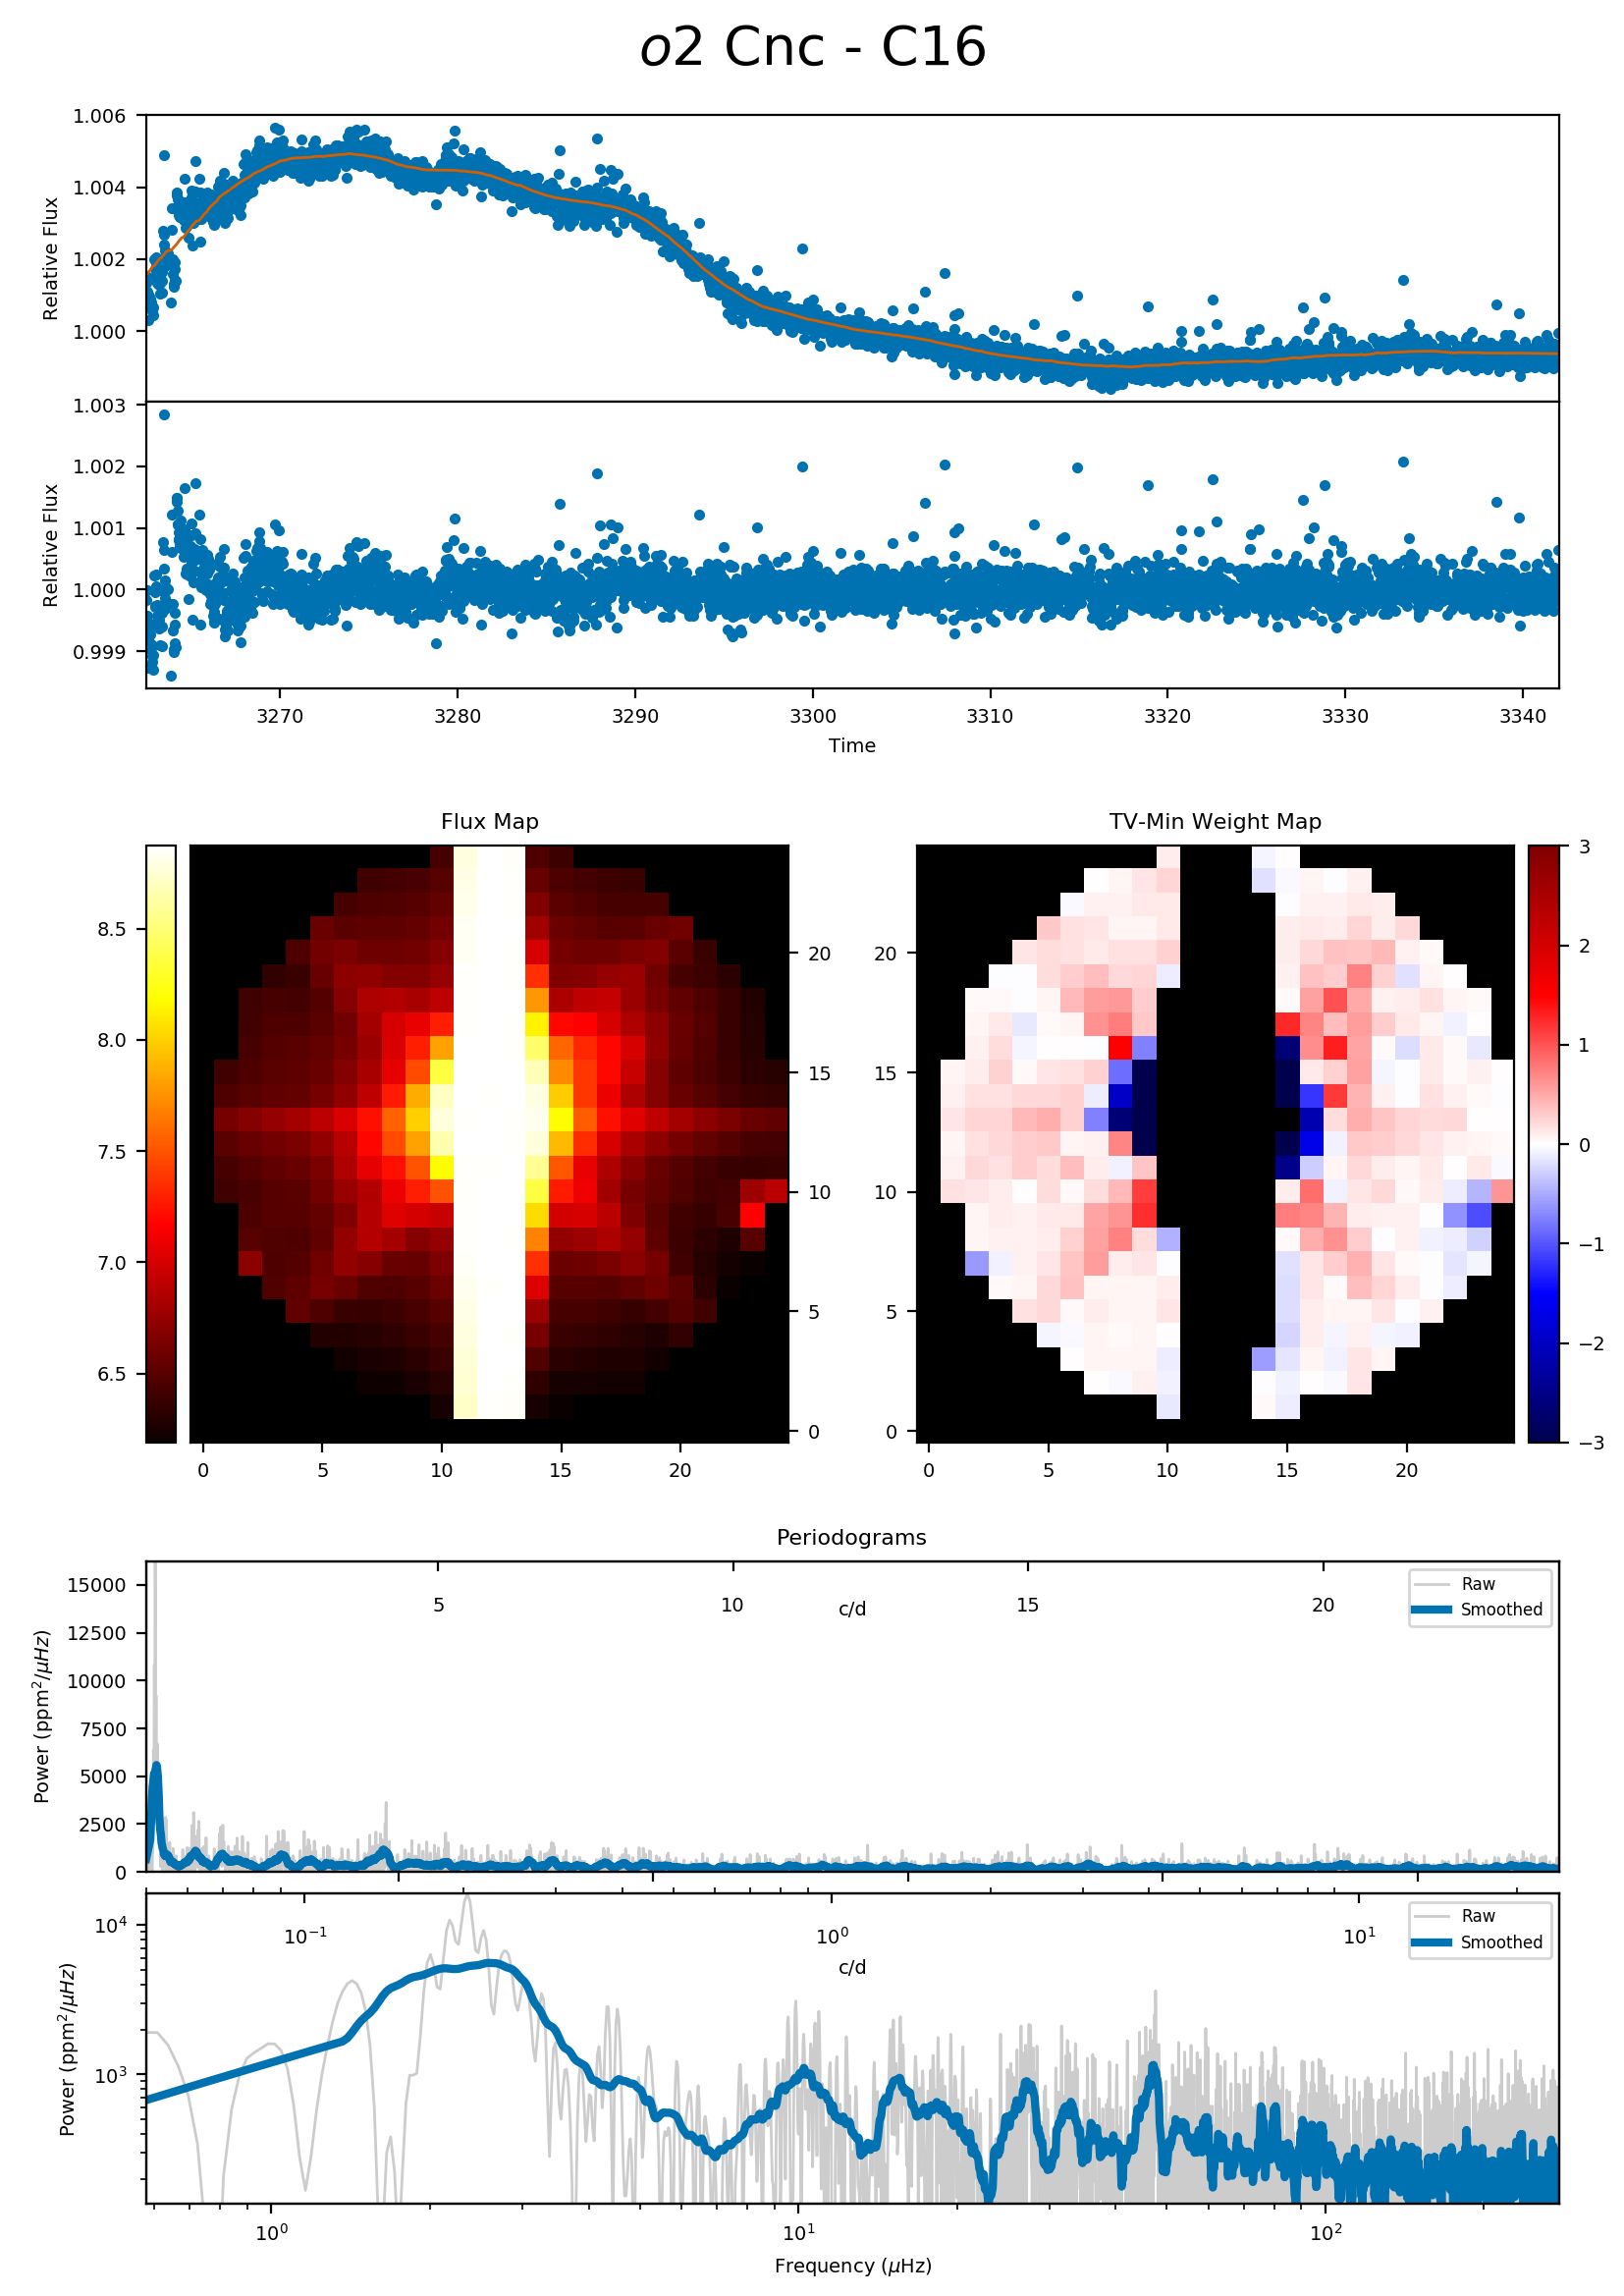 o2 Cnc - C16
1.006
1.004
1.002
1.000
Relative Flux
1.003
1.002
1.001
1.000
0.999
Relative Flux
3270 3280 3290 3300 3310 3320 3330 3340
Time
Flux Map
TV-Min Weight Map
8.5
8.0
7.5
7.0
6.5
20
15
10
5
0
0 5 10 15 20
20
15
10
5
0
0 5 10 15 20
3
2
1
0
−1
−2
−3
Periodograms
15000
12500
10000
7500
5000
2500
0
Power (ppm²/μHz)
5 10 15 20
c/d
Raw
Smoothed
10⁴
10³
Power (ppm²/μHz)
10⁻¹ 10⁰ 10¹
c/d
Raw
Smoothed
10⁰ 10¹ 10²
Frequency (μHz)